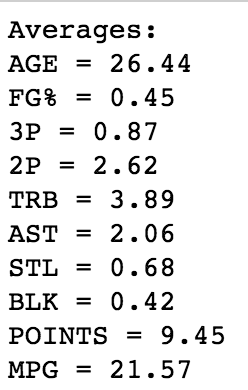 Averages:
AGE = 26.44
FG% = 0.45
3P = 0.87
2P = 2.62
TRB = 3.89
AST = 2.06
STL = 0.68
BLK = 0.42
POINTS = 9.45
MPG = 21.57